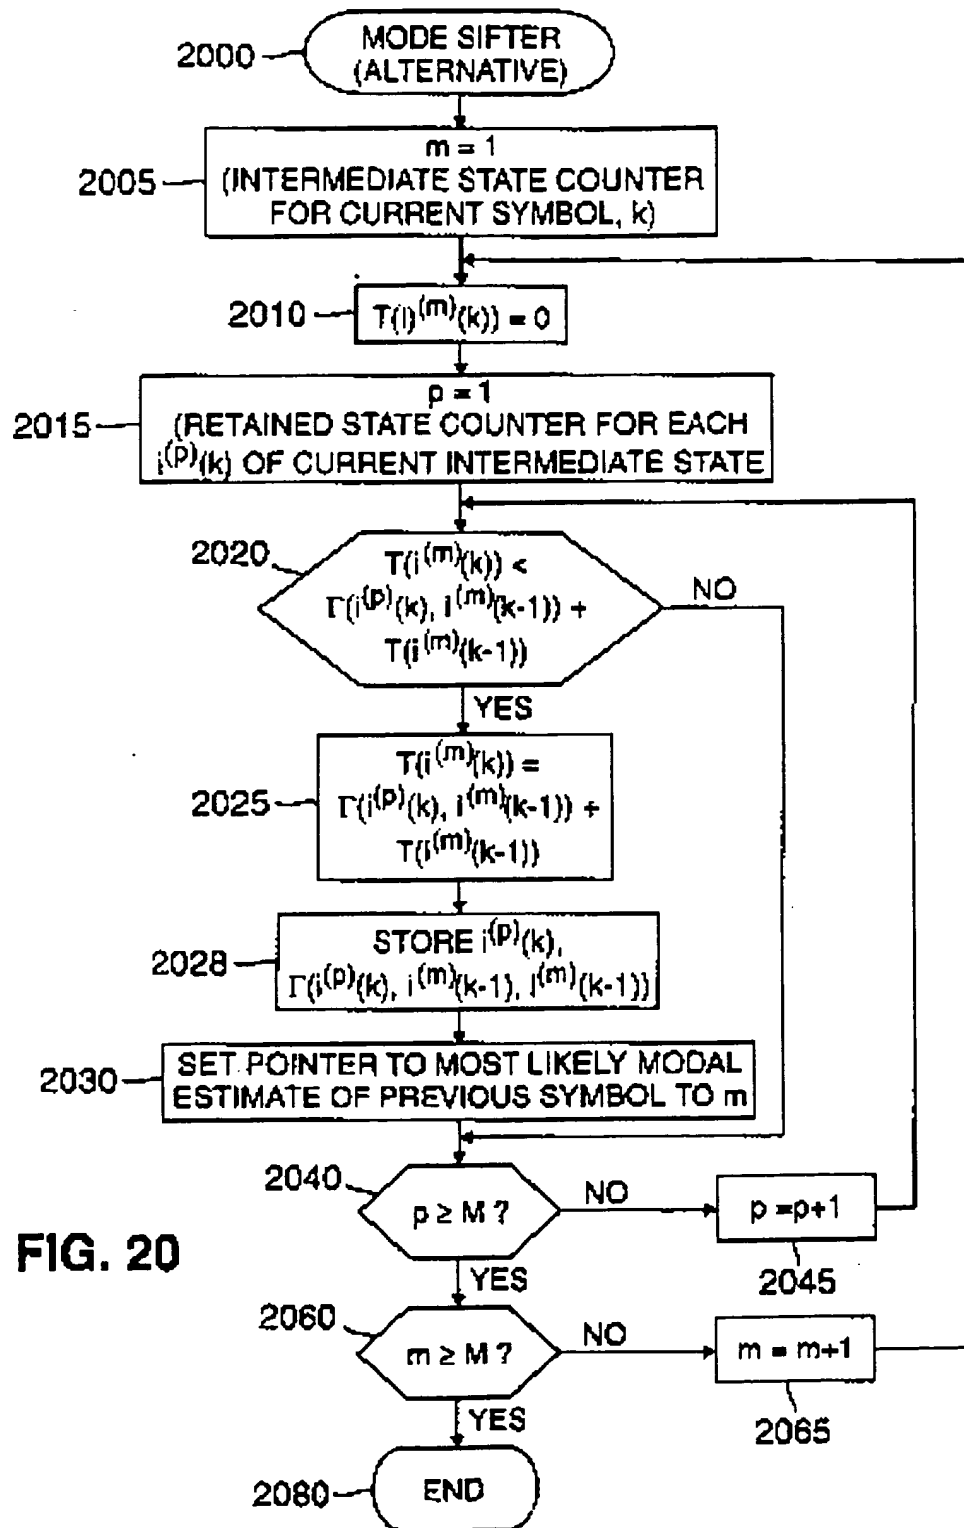 2000
MODE SIFTER
(ALTERNATIVE)
2005
m = 1
(INTERMEDIATE STATE COUNTER
FOR CURRENT SYMBOL, k)
2010
T(i)^(m)(k)) = 0
2015
p = 1
(RETAINED STATE COUNTER FOR EACH
i^(p)(k) OF CURRENT INTERMEDIATE STATE
2020
T(i^(m)(k)) <
Γ(i^(p)(k), i^(m)(k-1)) +
T(i^(m)(k-1))
NO
YES
2025
T(i^(m)(k)) =
Γ(i^(p)(k), i^(m)(k-1)) +
T(i^(m)(k-1))
2028
STORE i^(p)(k),
Γ(i^(p)(k), i^(m)(k-1), i^(m)(k-1))
2030
SET POINTER TO MOST LIKELY MODAL
ESTIMATE OF PREVIOUS SYMBOL TO m
2040
p ≥ M ?
NO
p =p+1
2045
FIG. 20
YES
2060
m ≥ M ?
NO
m = m+1
2065
YES
2080
END